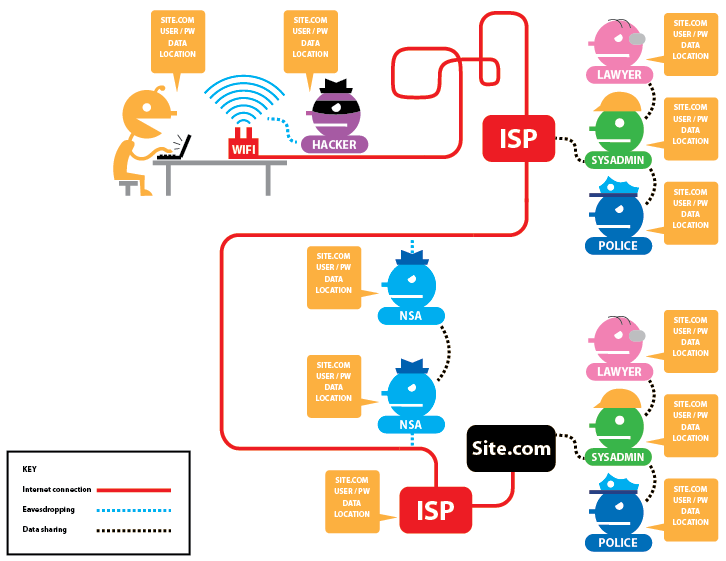 SITE.COM
USER / PW
DATA
LOCATION
SITE.COM
USER / PW
DATA
LOCATION
WIFI
HACKER
ISP
SITE.COM
USER / PW
DATA
LOCATION
LAWYER
SITE.COM
USER / PW
DATA
LOCATION
SYSADMIN
SITE.COM
USER / PW
DATA
LOCATION
POLICE
SITE.COM
USER / PW
DATA
LOCATION
NSA
SITE.COM
USER / PW
DATA
LOCATION
NSA
SITE.COM
USER / PW
DATA
LOCATION
LAWYER
SITE.COM
USER / PW
DATA
LOCATION
SYSADMIN
SITE.COM
USER / PW
DATA
LOCATION
POLICE
Site.com
SITE.COM
USER / PW
DATA
LOCATION
ISP
KEY
Internet connection
Eavesdropping
Data sharing